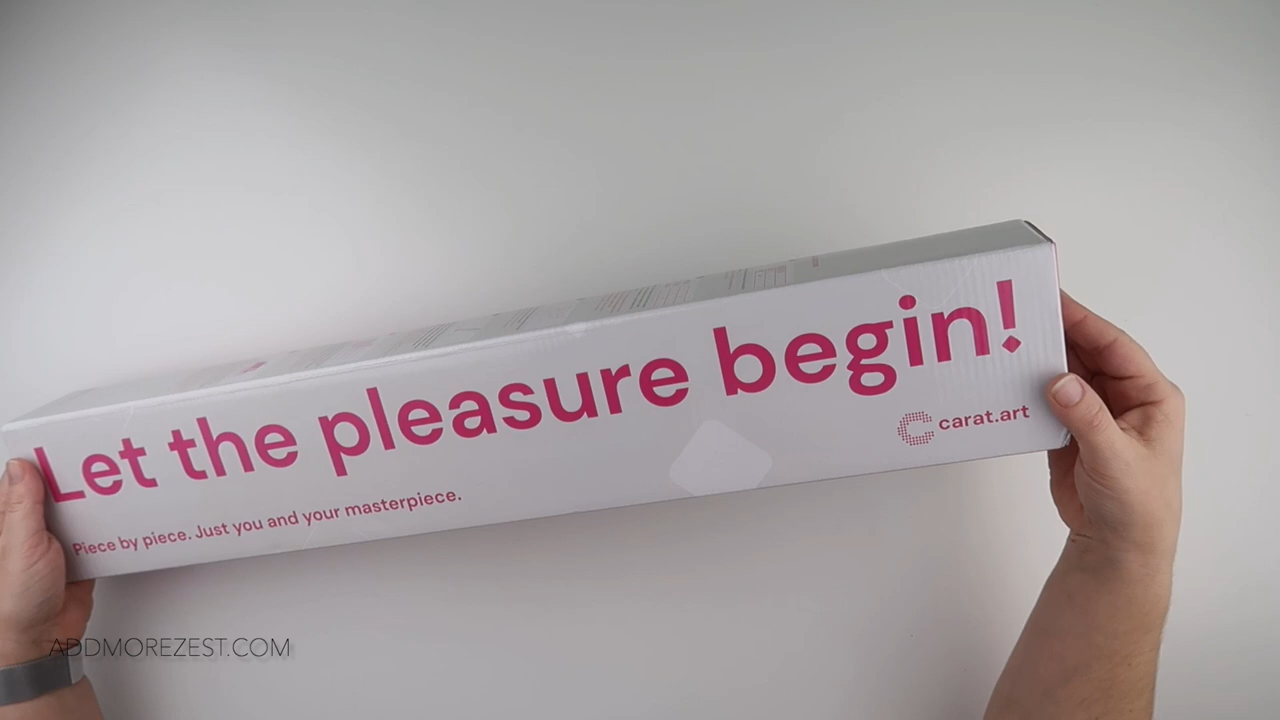 Let the pleasure begin!
carat.art
Piece by piece. Just you and your masterpiece.
ADDMOREZEST.COM